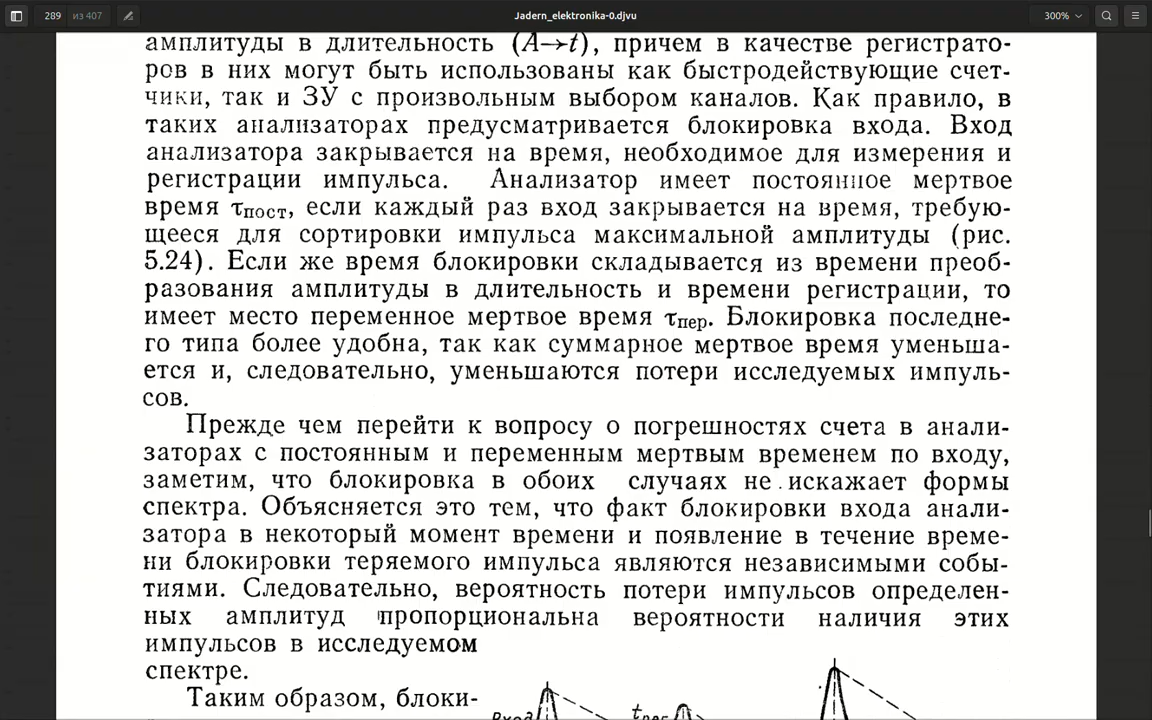 289 из 407 Jadern_elektronika-0.djvu 300%
амплитуды в длительность (A→t), причем в качестве регистрато-
ров в них могут быть использованы как быстродействующие счет-
чики, так и ЗУ с произвольным выбором каналов. Как правило, в
таких анализаторах предусматривается блокировка входа. Вход
анализатора закрывается на время, необходимое для измерения и
регистрации импульса. Анализатор имеет постоянное мертвое
время τпост, если каждый раз вход закрывается на время, требую-
щееся для сортировки импульса максимальной амплитуды (рис.
5.24). Если же время блокировки складывается из времени преоб-
разования амплитуды в длительность и времени регистрации, то
имеет место переменное мертвое время τпер. Блокировка последне-
го типа более удобна, так как суммарное мертвое время уменьша-
ется и, следовательно, уменьшаются потери исследуемых импуль-
сов.
Прежде чем перейти к вопросу о погрешностях счета в анали-
заторах с постоянным и переменным мертвым временем по входу,
заметим, что блокировка в обоих случаях не искажает формы
спектра. Объясняется это тем, что факт блокировки входа анали-
затора в некоторый момент времени и появление в течение време-
ни блокировки теряемого импульса являются независимыми собы-
тиями. Следовательно, вероятность потери импульсов определен-
ных амплитуд пропорциональна вероятности наличия этих
импульсов в исследуемом
спектре.
Таким образом, блоки-
Вход tрег